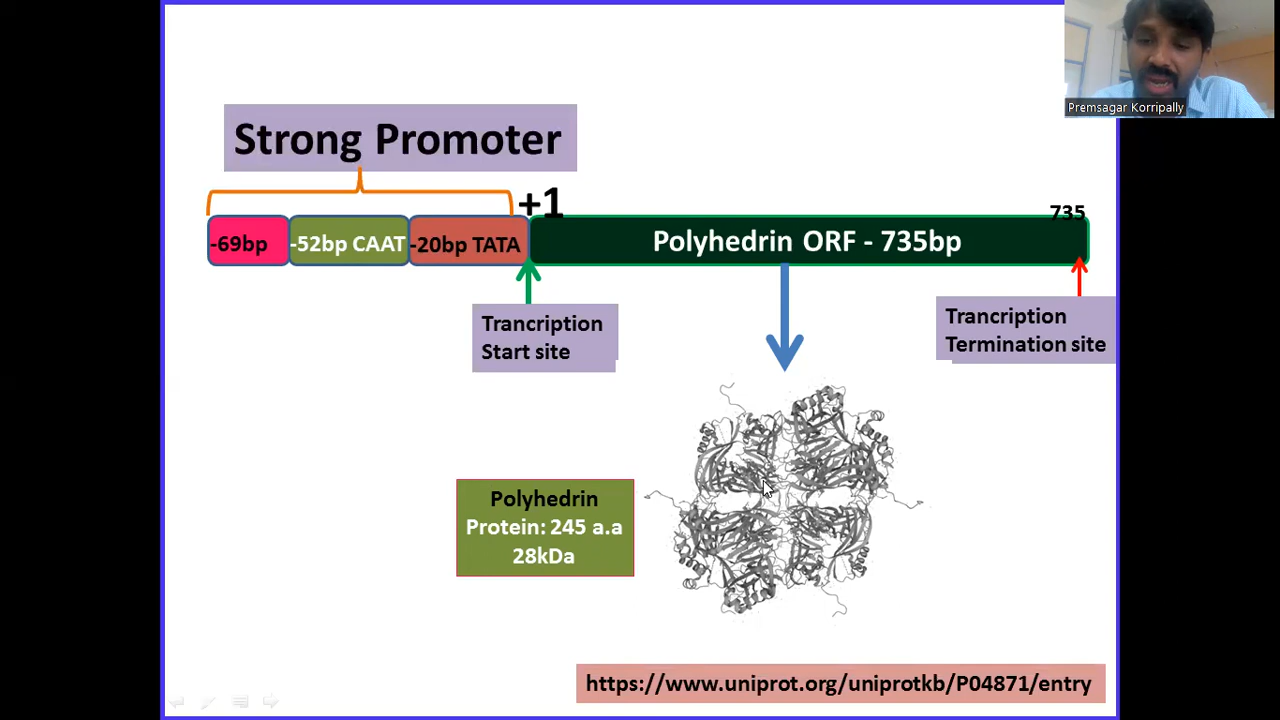 Premsagar Korripally
Strong Promoter
+1
735
-69bp
-52bp CAAT
-20bp TATA
Polyhedrin ORF - 735bp
Trancription
Start site
Trancription
Termination site
Polyhedrin
Protein: 245 a.a
28kDa
https://www.uniprot.org/uniprotkb/P04871/entry